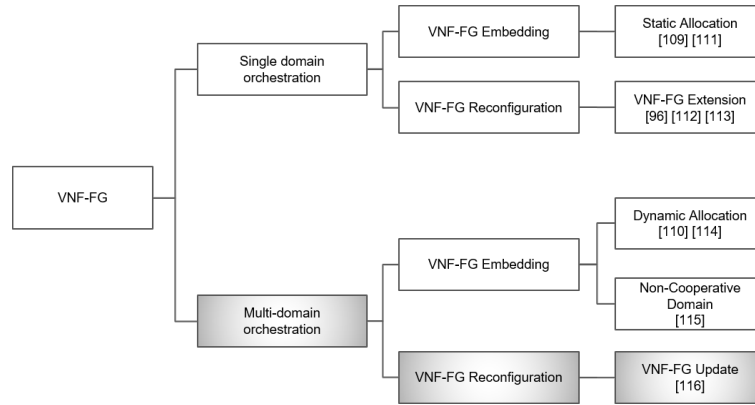 VNF-FG
Single domain
orchestration
VNF-FG Embedding
Static Allocation
[109] [111]
VNF-FG Reconfiguration
VNF-FG Extension
[96] [112] [113]
Multi-domain
orchestration
VNF-FG Embedding
Dynamic Allocation
[110] [114]
Non-Cooperative
Domain
[115]
VNF-FG Reconfiguration
VNF-FG Update
[116]